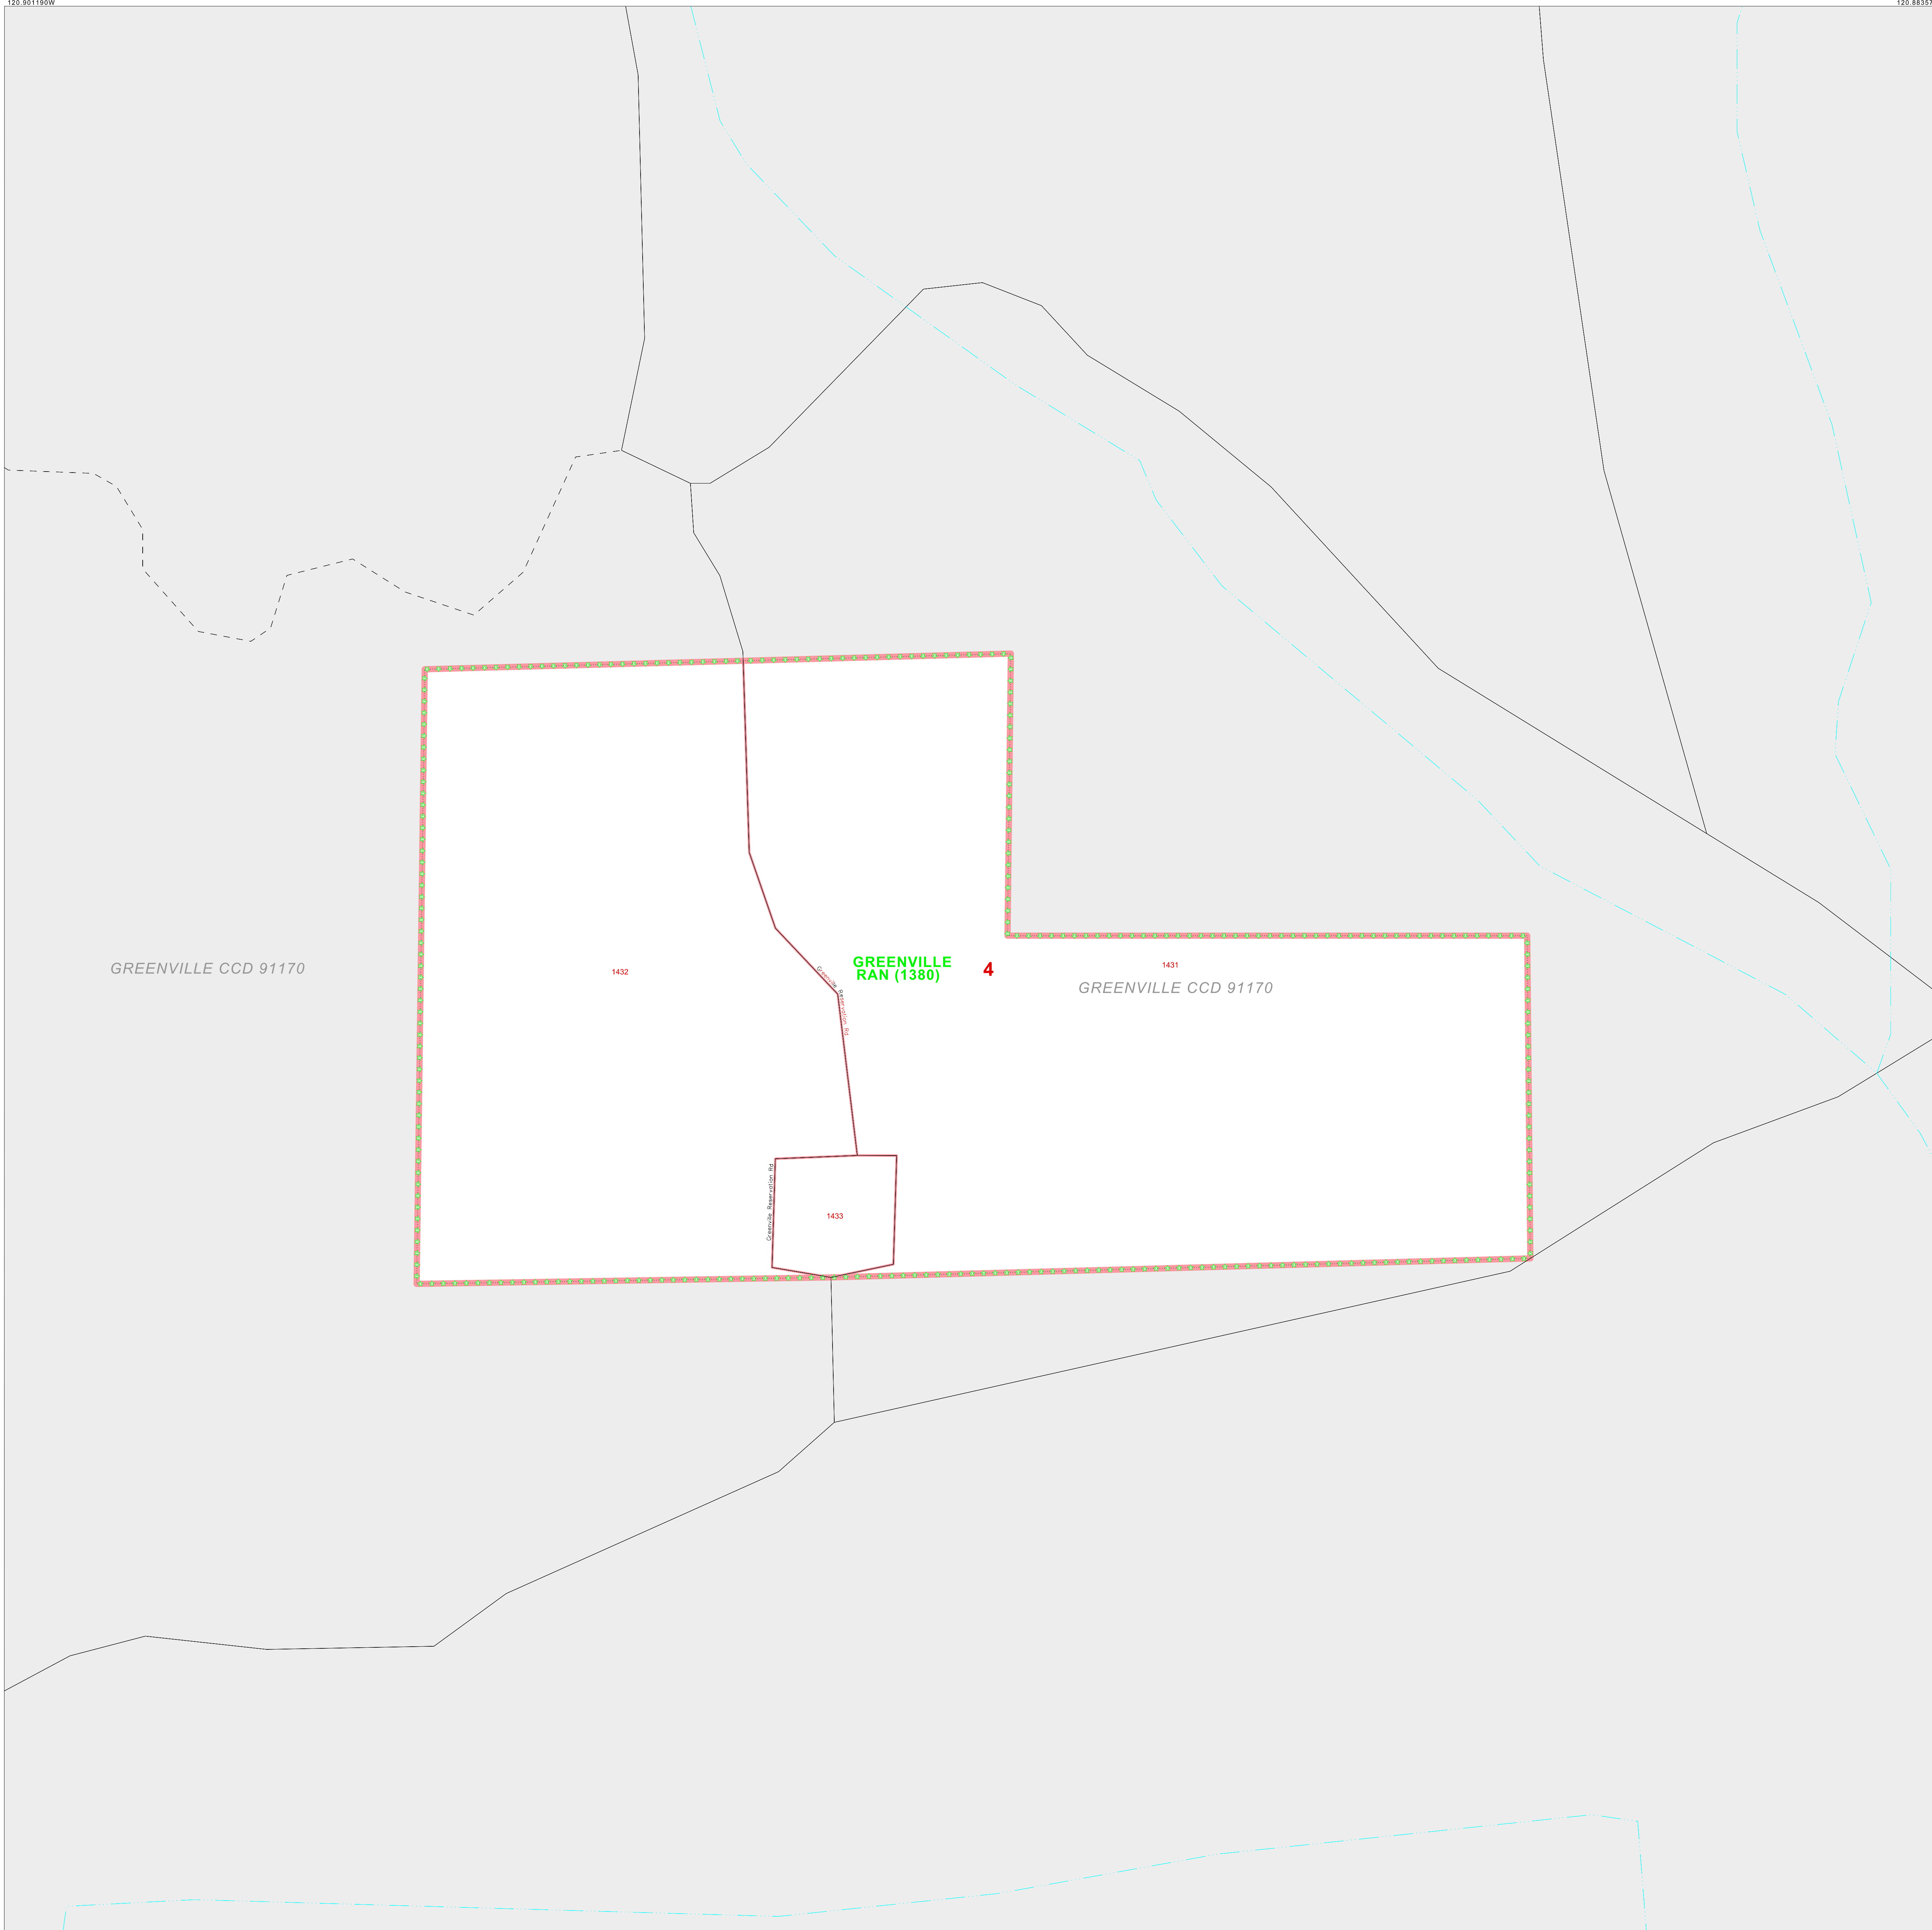 120.901190W
120.88357
GREENVILLE CCD 91170
1432
Greenville Reservation Rd
GREENVILLE
RAN (1380)
4
1431
GREENVILLE CCD 91170
Greenville Reservation Rd
1433